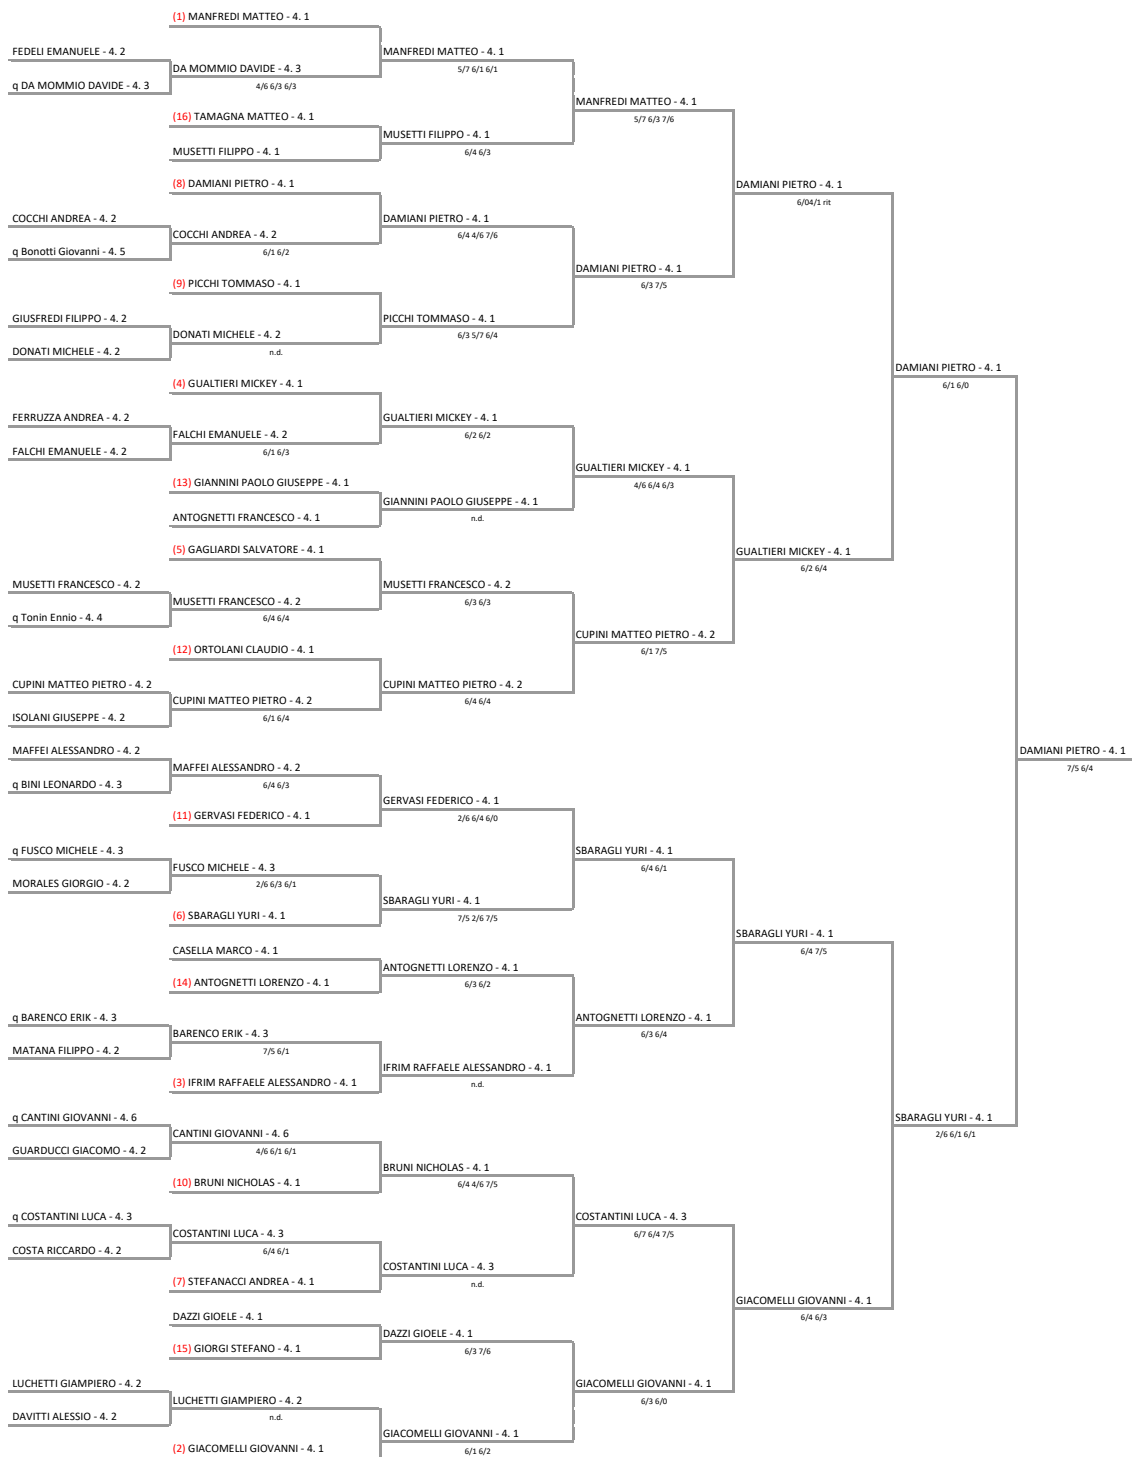 (1) MANFREDI MATTEO - 4. 1
FEDELI EMANUELE - 4. 2
MANFREDI MATTEO - 4. 1
DA MOMMIO DAVIDE - 4. 3
5/7 6/1 6/1
q DA MOMMIO DAVIDE - 4. 3
4/6 6/3 6/3
MANFREDI MATTEO - 4. 1
(16) TAMAGNA MATTEO - 4. 1
5/7 6/3 7/6
MUSETTI FILIPPO - 4. 1
MUSETTI FILIPPO - 4. 1
6/4 6/3
(8) DAMIANI PIETRO - 4. 1
DAMIANI PIETRO - 4. 1
6/04/1 rit
COCCHI ANDREA - 4. 2
DAMIANI PIETRO - 4. 1
COCCHI ANDREA - 4. 2
6/4 4/6 7/6
q Bonotti Giovanni - 4. 5
6/1 6/2
DAMIANI PIETRO - 4. 1
(9) PICCHI TOMMASO - 4. 1
6/3 7/5
GIUSFREDI FILIPPO - 4. 2
PICCHI TOMMASO - 4. 1
DONATI MICHELE - 4. 2
6/3 5/7 6/4
DONATI MICHELE - 4. 2
n.d.
DAMIANI PIETRO - 4. 1
(4) GUALTIERI MICKEY - 4. 1
6/1 6/0
FERRUZZA ANDREA - 4. 2
GUALTIERI MICKEY - 4. 1
FALCHI EMANUELE - 4. 2
6/2 6/2
FALCHI EMANUELE - 4. 2
6/1 6/3
GUALTIERI MICKEY - 4. 1
(13) GIANNINI PAOLO GIUSEPPE - 4. 1
4/6 6/4 6/3
GIANNINI PAOLO GIUSEPPE - 4. 1
ANTOGNETTI FRANCESCO - 4. 1
n.d.
(5) GAGLIARDI SALVATORE - 4. 1
GUALTIERI MICKEY - 4. 1
6/2 6/4
MUSETTI FRANCESCO - 4. 2
MUSETTI FRANCESCO - 4. 2
MUSETTI FRANCESCO - 4. 2
6/3 6/3
q Tonin Ennio - 4. 4
6/4 6/4
CUPINI MATTEO PIETRO - 4. 2
(12) ORTOLANI CLAUDIO - 4. 1
6/1 7/5
CUPINI MATTEO PIETRO - 4. 2
CUPINI MATTEO PIETRO - 4. 2
CUPINI MATTEO PIETRO - 4. 2
6/4 6/4
ISOLANI GIUSEPPE - 4. 2
6/1 6/4
MAFFEI ALESSANDRO - 4. 2
DAMIANI PIETRO - 4. 1
MAFFEI ALESSANDRO - 4. 2
7/5 6/4
q BINI LEONARDO - 4. 3
6/4 6/3
GERVASI FEDERICO - 4. 1
(11) GERVASI FEDERICO - 4. 1
2/6 6/4 6/0
q FUSCO MICHELE - 4. 3
SBARAGLI YURI - 4. 1
FUSCO MICHELE - 4. 3
6/4 6/1
MORALES GIORGIO - 4. 2
2/6 6/3 6/1
SBARAGLI YURI - 4. 1
(6) SBARAGLI YURI - 4. 1
7/5 2/6 7/5
SBARAGLI YURI - 4. 1
CASELLA MARCO - 4. 1
6/4 7/5
ANTOGNETTI LORENZO - 4. 1
(14) ANTOGNETTI LORENZO - 4. 1
6/3 6/2
q BARENCO ERIK - 4. 3
ANTOGNETTI LORENZO - 4. 1
BARENCO ERIK - 4. 3
6/3 6/4
MATANA FILIPPO - 4. 2
7/5 6/1
IFRIM RAFFAELE ALESSANDRO - 4. 1
(3) IFRIM RAFFAELE ALESSANDRO - 4. 1
n.d.
q CANTINI GIOVANNI - 4. 6
SBARAGLI YURI - 4. 1
CANTINI GIOVANNI - 4. 6
2/6 6/1 6/1
GUARDUCCI GIACOMO - 4. 2
4/6 6/1 6/1
BRUNI NICHOLAS - 4. 1
(10) BRUNI NICHOLAS - 4. 1
6/4 4/6 7/5
q COSTANTINI LUCA - 4. 3
COSTANTINI LUCA - 4. 3
COSTANTINI LUCA - 4. 3
6/7 6/4 7/5
COSTA RICCARDO - 4. 2
6/4 6/1
COSTANTINI LUCA - 4. 3
(7) STEFANACCI ANDREA - 4. 1
n.d.
GIACOMELLI GIOVANNI - 4. 1
DAZZI GIOELE - 4. 1
6/4 6/3
DAZZI GIOELE - 4. 1
(15) GIORGI STEFANO - 4. 1
6/3 7/6
LUCHETTI GIAMPIERO - 4. 2
GIACOMELLI GIOVANNI - 4. 1
LUCHETTI GIAMPIERO - 4. 2
6/3 6/0
DAVITTI ALESSIO - 4. 2
n.d.
GIACOMELLI GIOVANNI - 4. 1
(2) GIACOMELLI GIOVANNI - 4. 1
6/1 6/2